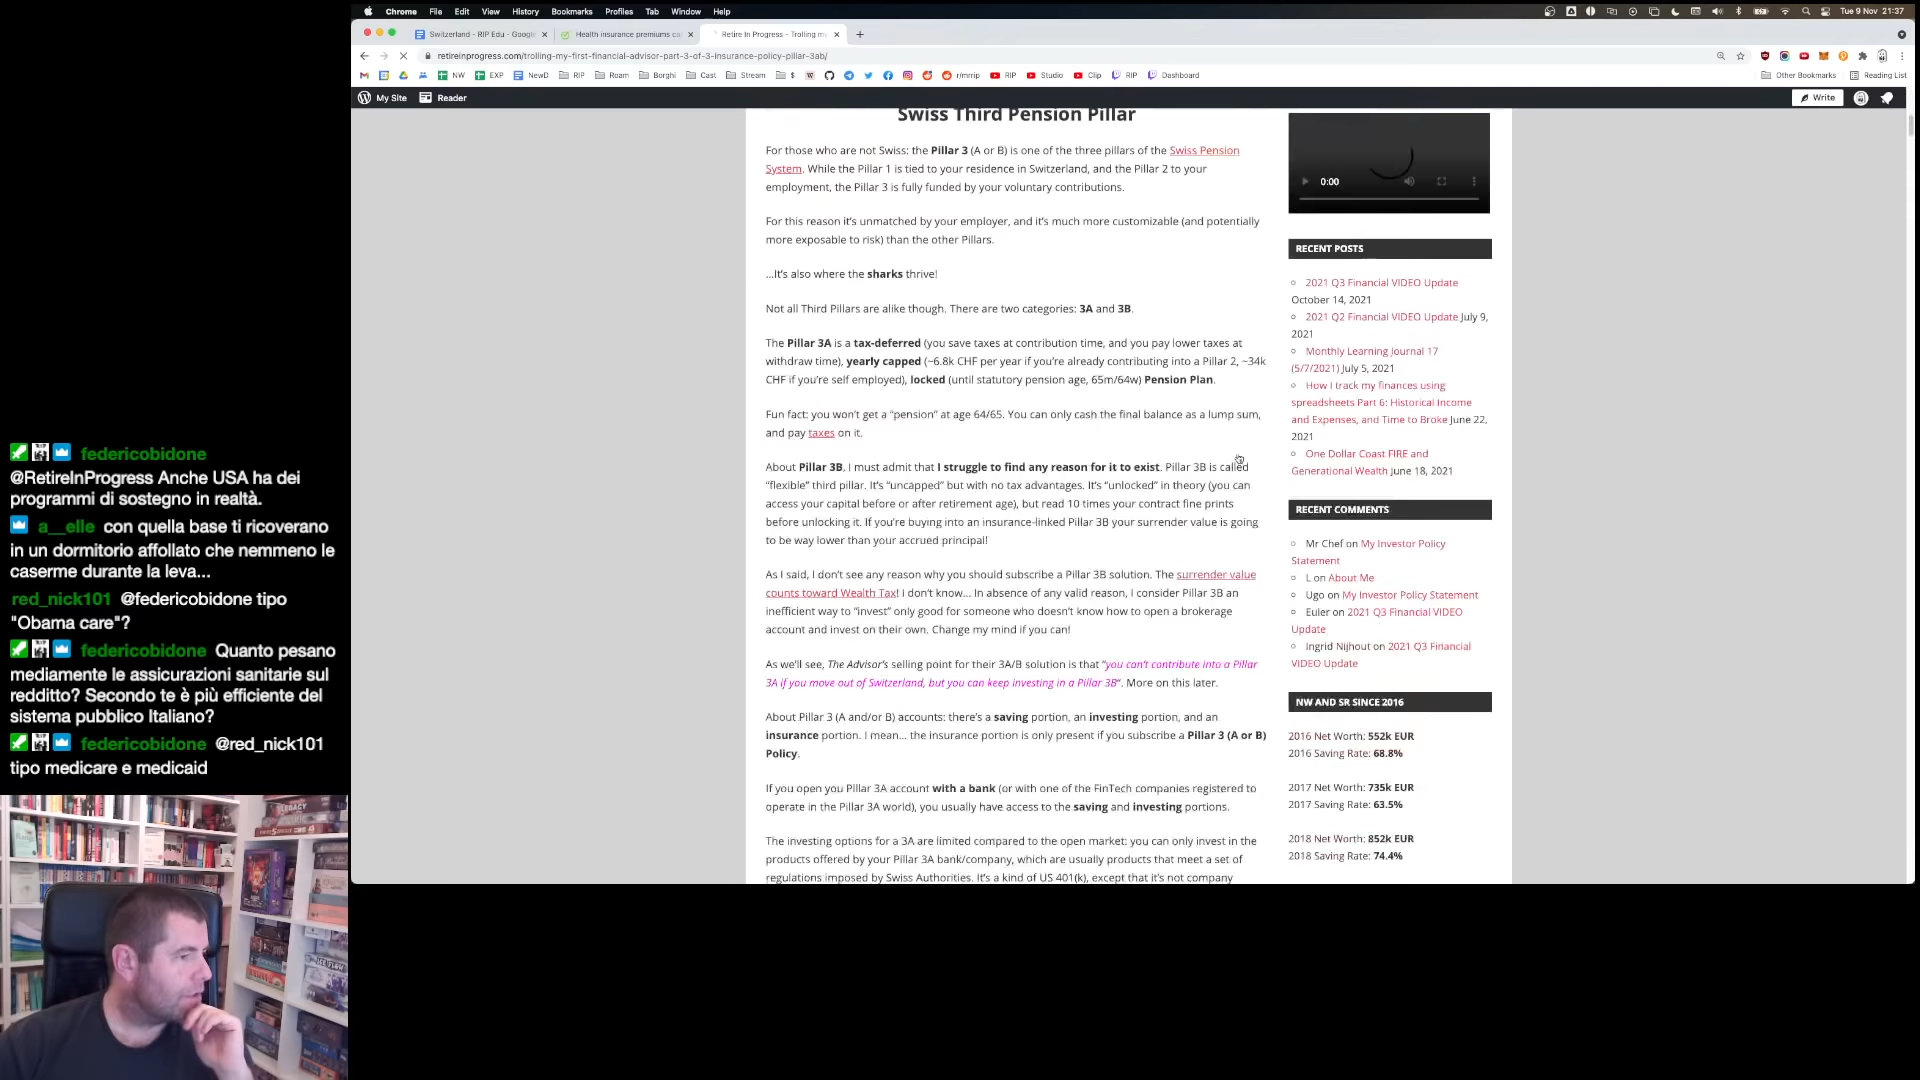 Chrome File Edit View History Bookmarks Profiles Tab Window Help
Tue 9 Nov 21:37
Switzerland - RIP Edu - Google
Health insurance premiums ca
Retire In Progress - Trolling my
retireinprogress.com/trolling-my-first-financial-advisor-part-3-of-3-insurance-policy-pillar-3ab/
NW EXP NewD RIP Roam Borghi Cast Stream $ r/mrrip RIP Studio Clip RIP Dashboard
Other Bookmarks Reading List
My Site Reader
Write
Swiss Third Pension Pillar
For those who are not Swiss: the Pillar 3 (A or B) is one of the three pillars of the Swiss Pension
System. While the Pillar 1 is tied to your residence in Switzerland, and the Pillar 2 to your
employment, the Pillar 3 is fully funded by your voluntary contributions.
For this reason it's unmatched by your employer, and it's much more customizable (and potentially
more exposable to risk) than the other Pillars.
...It's also where the sharks thrive!
Not all Third Pillars are alike though. There are two categories: 3A and 3B.
The Pillar 3A is a tax-deferred (you save taxes at contribution time, and you pay lower taxes at
withdraw time), yearly capped (~6.8k CHF per year if you're already contributing into a Pillar 2, ~34k
CHF if you're self employed), locked (until statutory pension age, 65m/64w) Pension Plan.
Fun fact: you won't get a "pension" at age 64/65. You can only cash the final balance as a lump sum,
and pay taxes on it.
About Pillar 3B, I must admit that I struggle to find any reason for it to exist. Pillar 3B is called
"flexible" third pillar. It's "uncapped" but with no tax advantages. It's "unlocked" in theory (you can
access your capital before or after retirement age), but read 10 times your contract fine prints
before unlocking it. If you're buying into an insurance-linked Pillar 3B your surrender value is going
to be way lower than your accrued principal!
As I said, I don't see any reason why you should subscribe a Pillar 3B solution. The surrender value
counts toward Wealth Tax! I don't know... In absence of any valid reason, i consider Pillar 3B an
inefficient way to "invest" only good for someone who doesn't know how to open a brokerage
account and invest on their own. Change my mind if you can!
As we'll see, The Advisor's selling point for their 3A/B solution is that "you can't contribute into a Pillar
3A if you move out of Switzerland, but you can keep investing in a Pillar 3B". More on this later.
About Pillar 3 (A and/or B) accounts: there's a saving portion, an investing portion, and an
insurance portion. I mean... the insurance portion is only present if you subscribe a Pillar 3 (A or B)
Policy.
If you open you Pillar 3A account with a bank (or with one of the FinTech companies registered to
operate in the Pillar 3A world), you usually have access to the saving and investing portions.
The investing options for a 3A are limited compared to the open market: you can only invest in the
products offered by your Pillar 3A bank/company, which are usually products that meet a set of
regulations imposed by Swiss Authorities. It's a kind of US 401(k), except that it's not company
0:00
RECENT POSTS
2021 Q3 Financial VIDEO Update
October 14, 2021
2021 Q2 Financial VIDEO Update July 9,
2021
Monthly Learning Journal 17
(5/7/2021) July 5, 2021
How I track my finances using
spreadsheets Part 6: Historical Income
and Expenses, and Time to Broke June 22,
2021
One Dollar Coast FIRE and
Generational Wealth June 18, 2021
RECENT COMMENTS
Mr Chef on My Investor Policy
Statement
L on About Me
Ugo on My Investor Policy Statement
Euler on 2021 Q3 Financial VIDEO
Update
Ingrid Nijhout on 2021 Q3 Financial
VIDEO Update
NW AND SR SINCE 2016
2016 Net Worth: 552k EUR
2016 Saving Rate: 68.8%
2017 Net Worth: 735k EUR
2017 Saving Rate: 63.5%
2018 Net Worth: 852k EUR
2018 Saving Rate: 74.4%
federicobidone
@RetireInProgress Anche USA ha dei
programmi di sostegno in realtà.
a__elle con quella base ti ricoverano
in un dormitorio affollato che nemmeno le
caserme durante la leva...
red_nick101 @federicobidone tipo
"Obama care"?
federicobidone Quanto pesano
mediamente le assicurazioni sanitarie sul
redditto? Secondo te è più efficiente del
sistema pubblico Italiano?
federicobidone @red_nick101
tipo medicare e medicaid